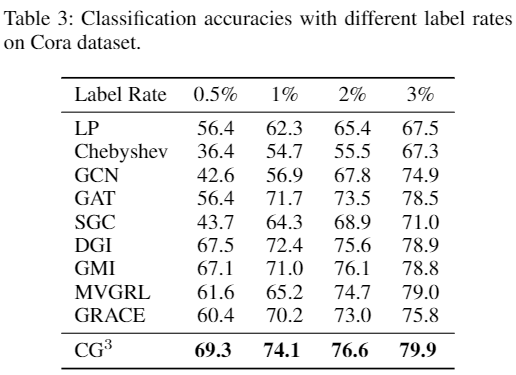 Table 3: Classification accuracies with different label rates
on Cora dataset.
Label Rate 0.5% 1% 2% 3%
LP 56.4 62.3 65.4 67.5
Chebyshev 36.4 54.7 55.5 67.3
GCN 42.6 56.9 67.8 74.9
GAT 56.4 71.7 73.5 78.5
SGC 43.7 64.3 68.9 71.0
DGI 67.5 72.4 75.6 78.9
GMI 67.1 71.0 76.1 78.8
MVGRL 61.6 65.2 74.7 79.0
GRACE 60.4 70.2 73.0 75.8
CG³ 69.3 74.1 76.6 79.9